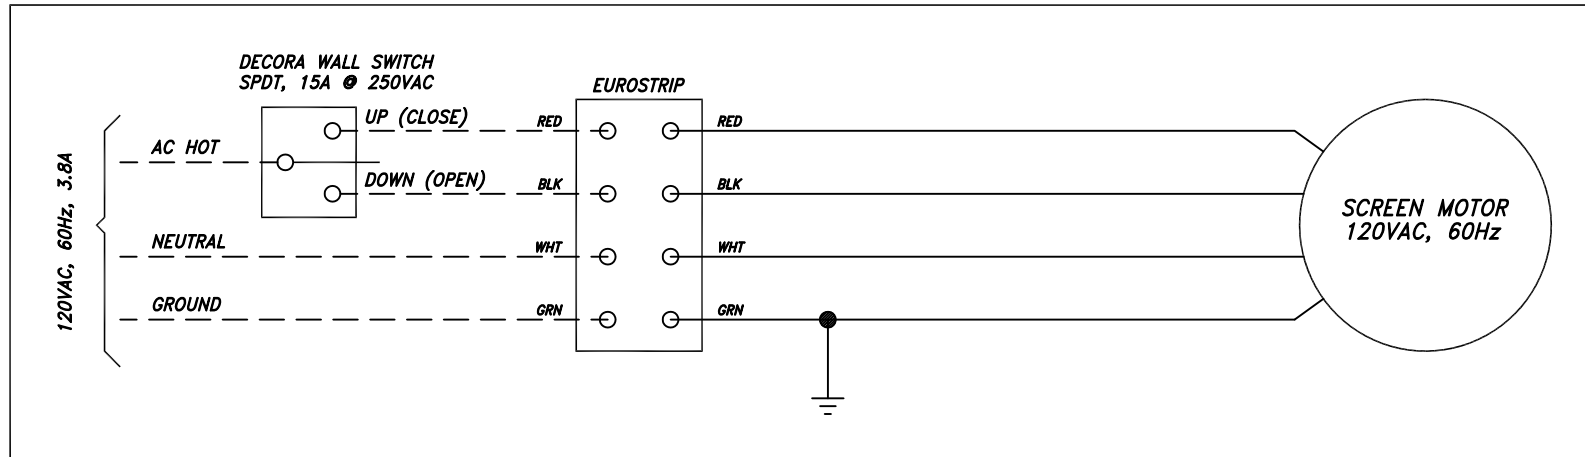 DECORA WALL SWITCH
SPDT, 15A @ 250VAC
EUROSTRIP
UP (CLOSE)
RED
RED
AC HOT
DOWN (OPEN)
BLK
BLK
120VAC, 60Hz, 3.8A
SCREEN MOTOR
120VAC, 60Hz
NEUTRAL
WHT
WHT
GROUND
GRN
GRN